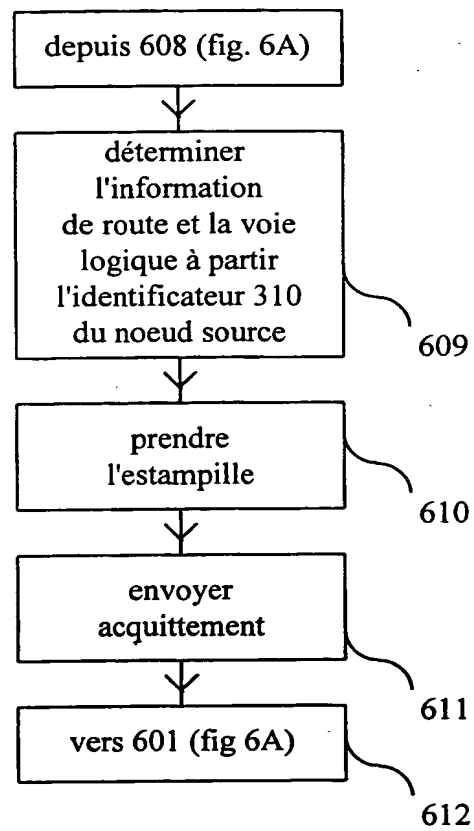 depuis 608 (fig. 6A)
déterminer
l'information
de route et la voie
logique à partir
l'identificateur 310
du noeud source
609
prendre
l'estampille
610
envoyer
acquittement
611
vers 601 (fig 6A)
612